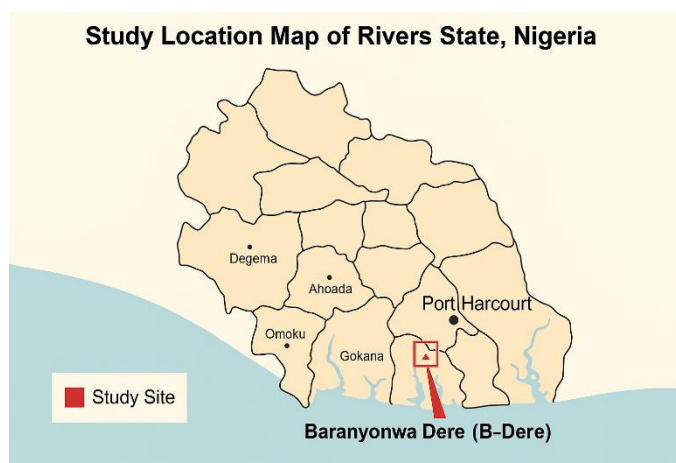 Study Location Map of Rivers State, Nigeria
Degema
Ahoada
Port Harcourt
Omoku
Gokana
Study Site
Baranyonwa Dere (B-Dere)